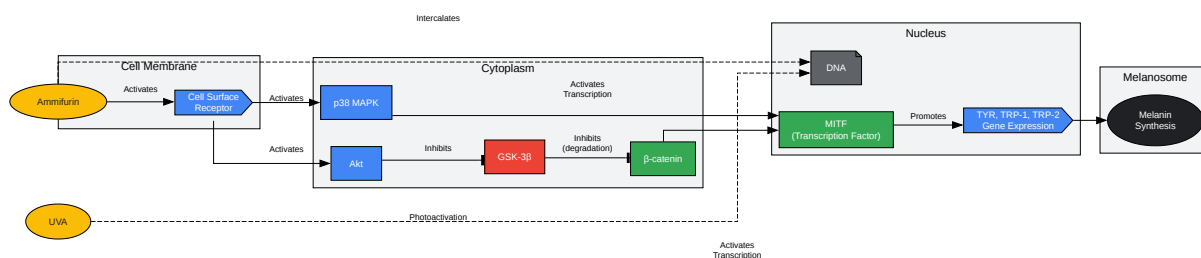 Intercalates
Nucleus
Cell Membrane
Cytoplasm
DNA
Melanosome
Ammifurin
Activates
Cell Surface
Receptor
Activates
p38 MAPK
Activates
Transcription
MITF
(Transcription Factor)
Promotes
TYR, TRP-1, TRP-2
Gene Expression
Melanin
Synthesis
Activates
Akt
Inhibits
GSK-3β
Inhibits
(degradation)
β-catenin
UVA
Photoactivation
Activates
Transcription